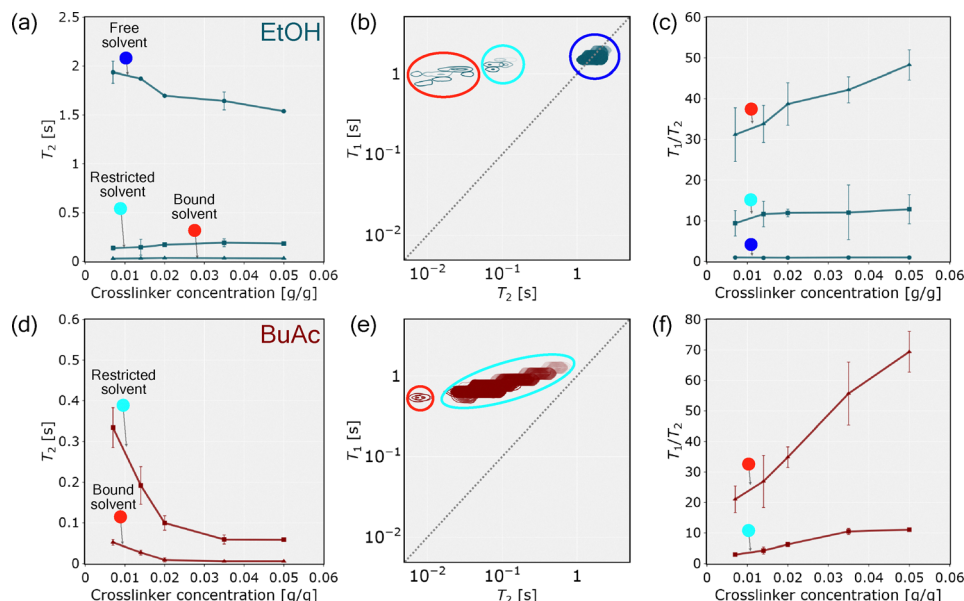 (a)
EtOH
Free
solvent
Restricted
solvent
Bound
solvent
T₂ [s]
2.5
2
1.5
1
0.5
0
0 0.01 0.02 0.03 0.04 0.05 0.06
Crosslinker concentration [g/g]
(b)
T₁ [s]
1
10⁻¹
10⁻²
10⁻² 10⁻¹ 1
T₂ [s]
(c)
T₁/T₂
60
50
40
30
20
10
0
0 0.01 0.02 0.03 0.04 0.05 0.06
Crosslinker concentration [g/g]
(d)
BuAc
Restricted
solvent
Bound
solvent
T₂ [s]
0.6
0.5
0.4
0.3
0.2
0.1
0
0 0.01 0.02 0.03 0.04 0.05 0.06
Crosslinker concentration [g/g]
(e)
T₁ [s]
1
10⁻¹
10⁻²
10⁻² 10⁻¹ 1
T₂ [s]
(f)
T₁/T₂
80
70
60
50
40
30
20
10
0
0 0.01 0.02 0.03 0.04 0.05 0.06
Crosslinker concentration [g/g]